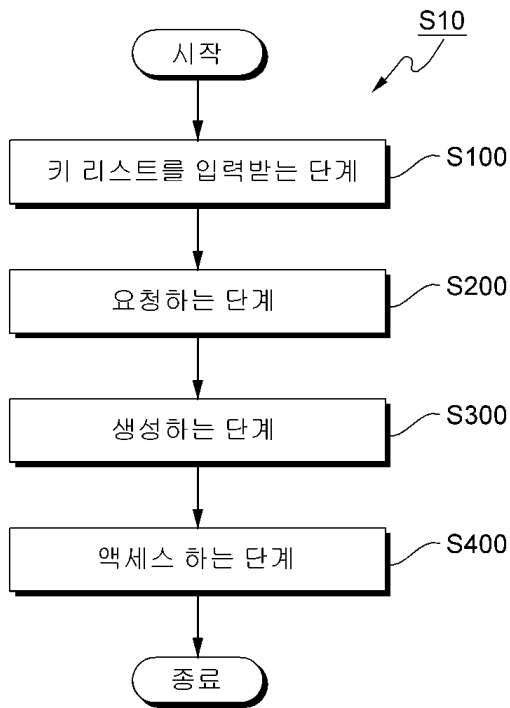 S10
시작
키 리스트를 입력받는 단계
S100
요청하는 단계
S200
생성하는 단계
S300
액세스 하는 단계
S400
종료